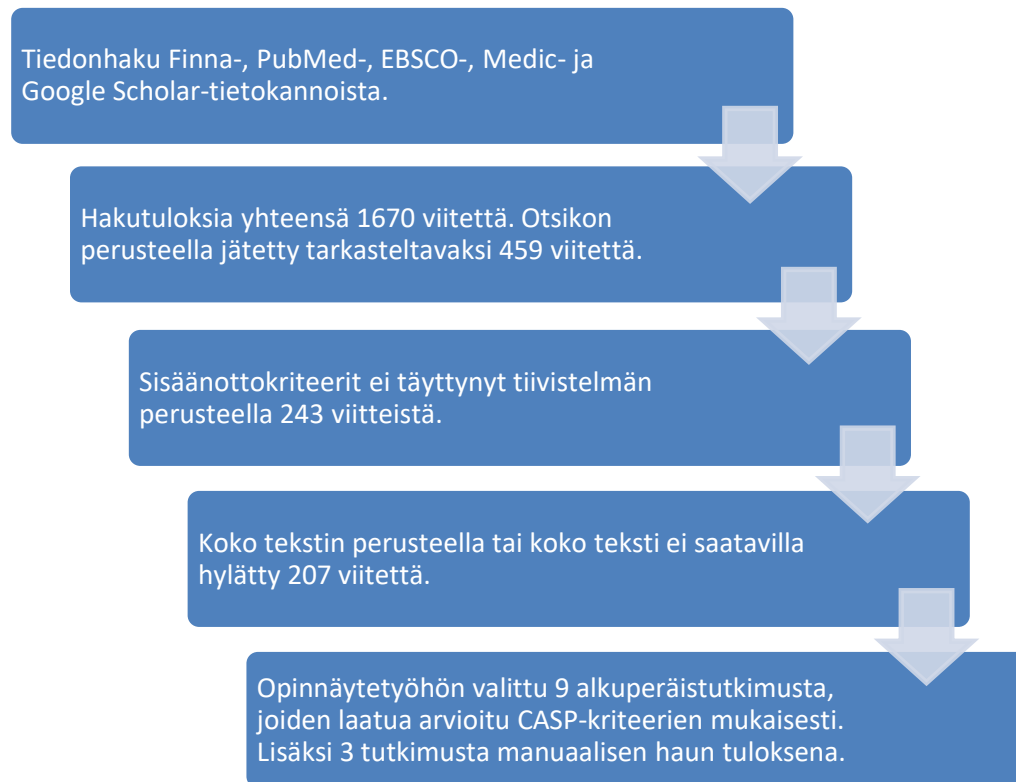 Tiedonhaku Finna-, PubMed-, EBSCO-, Medic- ja
Google Scholar-tietokannoista.
Hakutuloksia yhteensä 1670 viitettä. Otsikon
perusteella jätetty tarkasteltavaksi 459 viitettä.
Sisäänottokriteerit ei täyttynyt tiivistelmän
perusteella 243 viitteistä.
Koko tekstin perusteella tai koko teksti ei saatavilla
hylätty 207 viitettä.
Opinnäytetyöhön valittu 9 alkuperäistutkimusta,
joiden laatua arvioitu CASP-kriteerien mukaisesti.
Lisäksi 3 tutkimusta manuaalisen haun tuloksena.